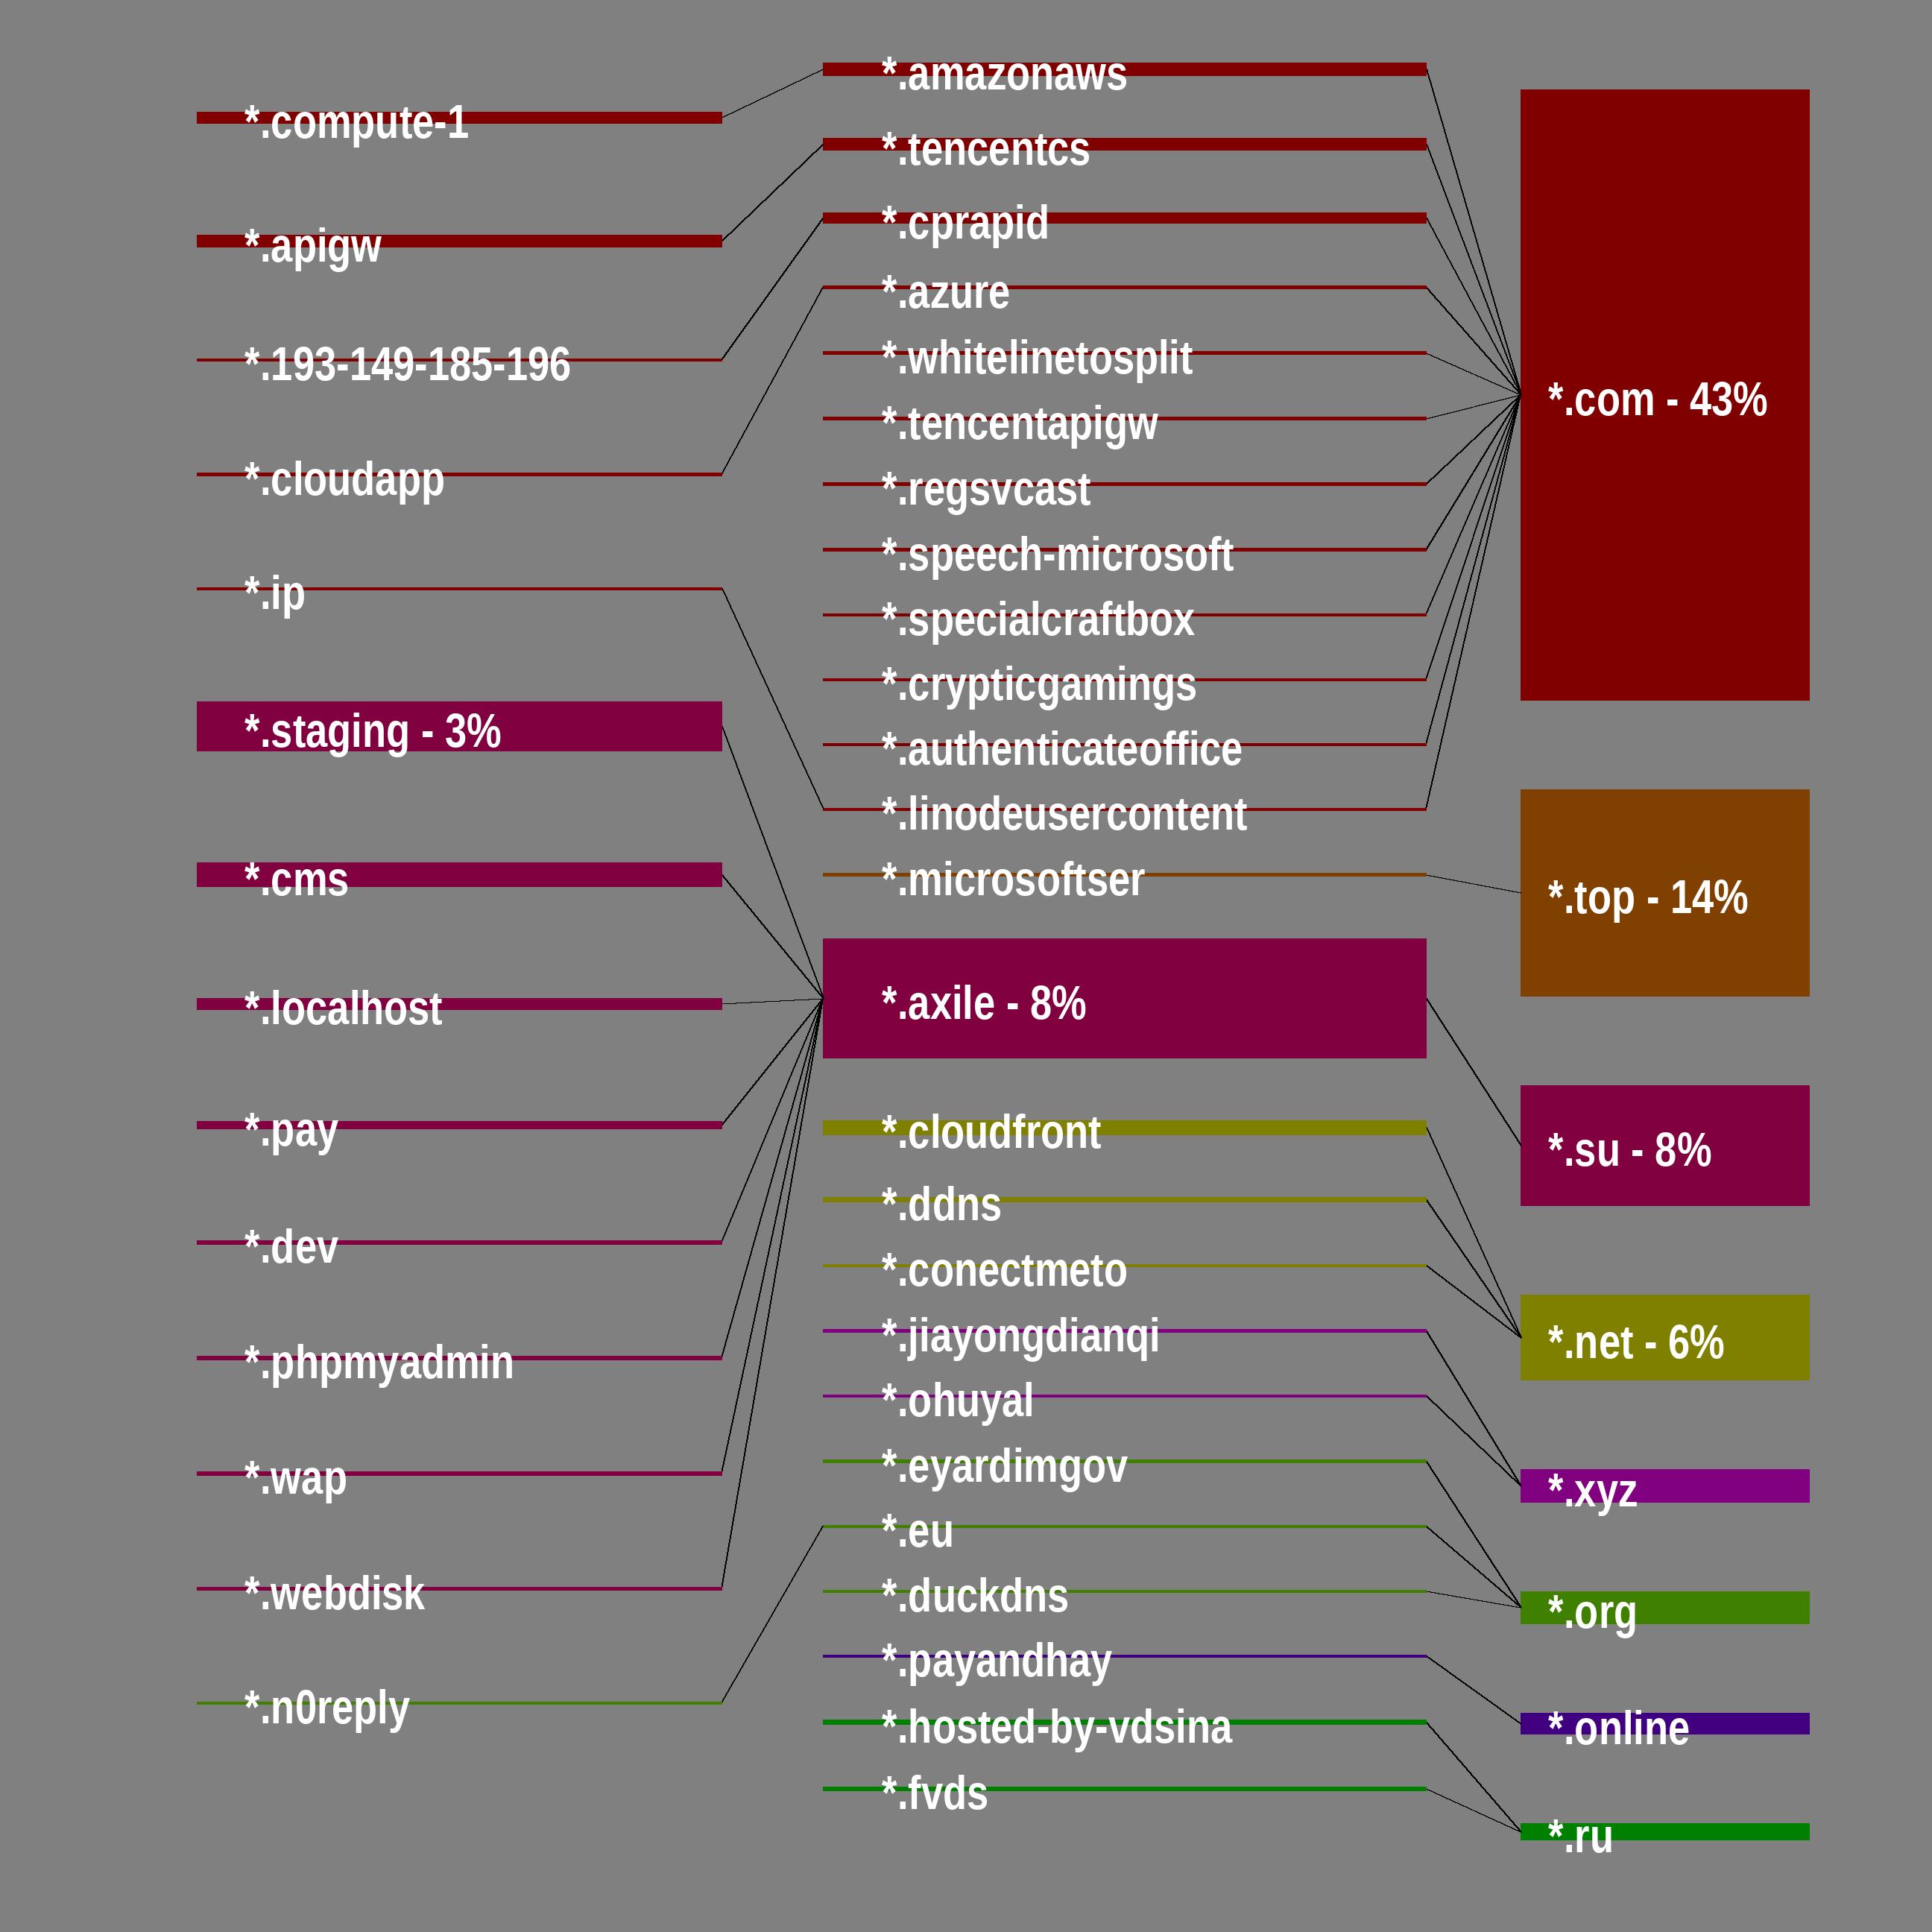 *.compute-1
*.apigw
*.193-149-185-196
*.cloudapp
*.ip
*.staging - 3%
*.cms
*.localhost
*.pay
*.dev
*.phpmyadmin
*.wap
*.webdisk
*.n0reply
*.amazonaws
*.tencentcs
*.cprapid
*.azure
*.whitelinetosplit
*.tencentapigw
*.regsvcast
*.speech-microsoft
*.specialcraftbox
*.crypticgamings
*.authenticateoffice
*.linodeusercontent
*.microsoftser
*.axile - 8%
*.cloudfront
*.ddns
*.conectmeto
*.jiayongdianqi
*.ohuyal
*.eyardimgov
*.eu
*.duckdns
*.payandhay
*.hosted-by-vdsina
*.fvds
*.com - 43%
*.top - 14%
*.su - 8%
*.net - 6%
*.xyz
*.org
*.online
*.ru